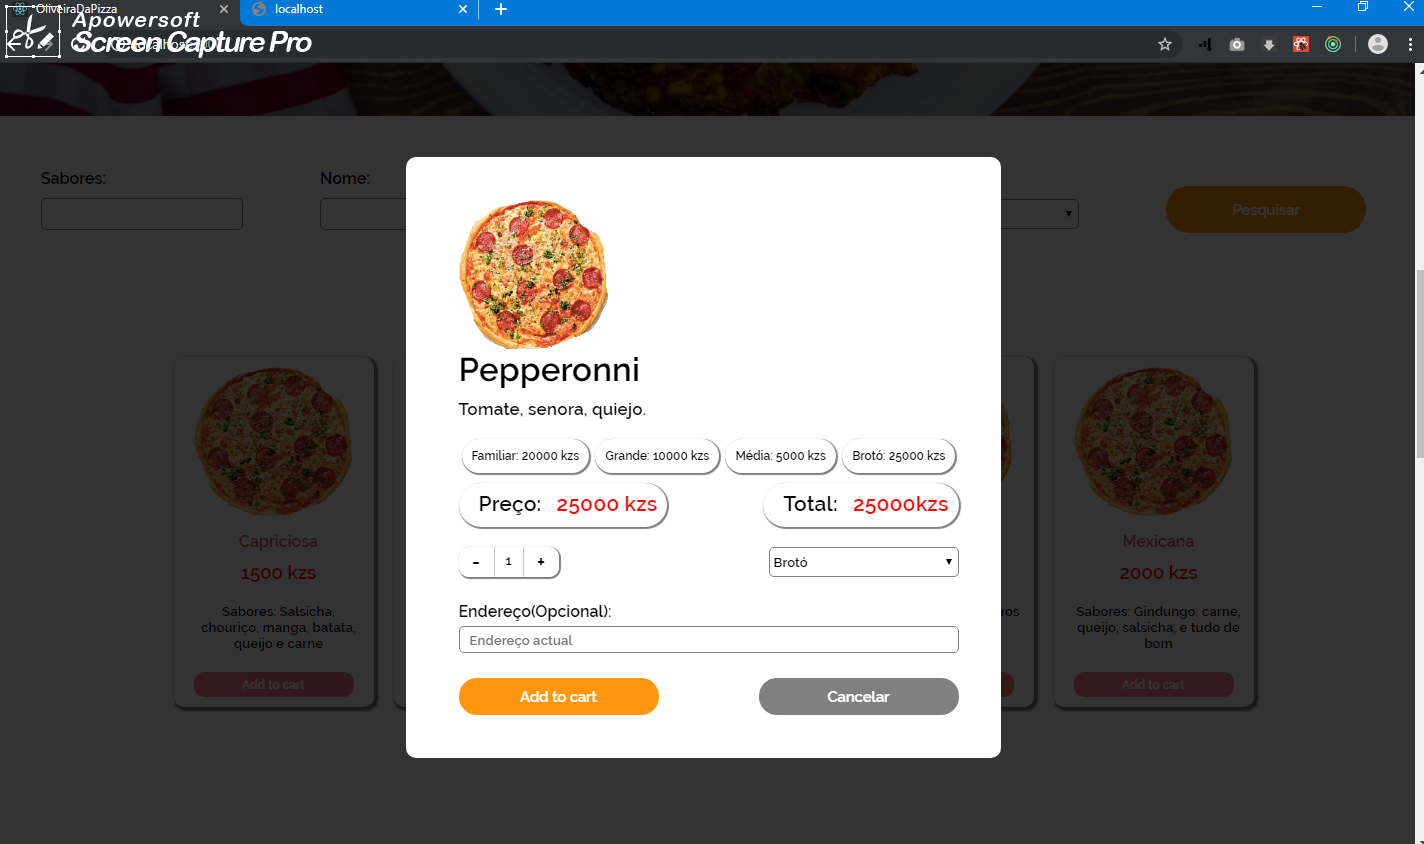 OliveiraDaPizza
localhost
Apowersoft
Screen Capture Pro
Sabores:
Nome:
Pesquisar
Pepperonni
Tomate, senora, quiejo.
Familiar: 20000 kzs
Grande: 10000 kzs
Média: 5000 kzs
Brotó: 25000 kzs
Preço: 25000 kzs
Total: 25000kzs
- 1 +
Brotó
Endereço(Opcional):
Endereço actual
Add to cart
Cancelar
Capriciosa
1500 kzs
Sabores: Salsicha,
chouriço, manga, batata,
queijo e carne
Add to cart
ros
Mexicana
2000 kzs
Sabores: Gindungo, carne,
queijo, salsicha, e tudo de
bom
Add to cart